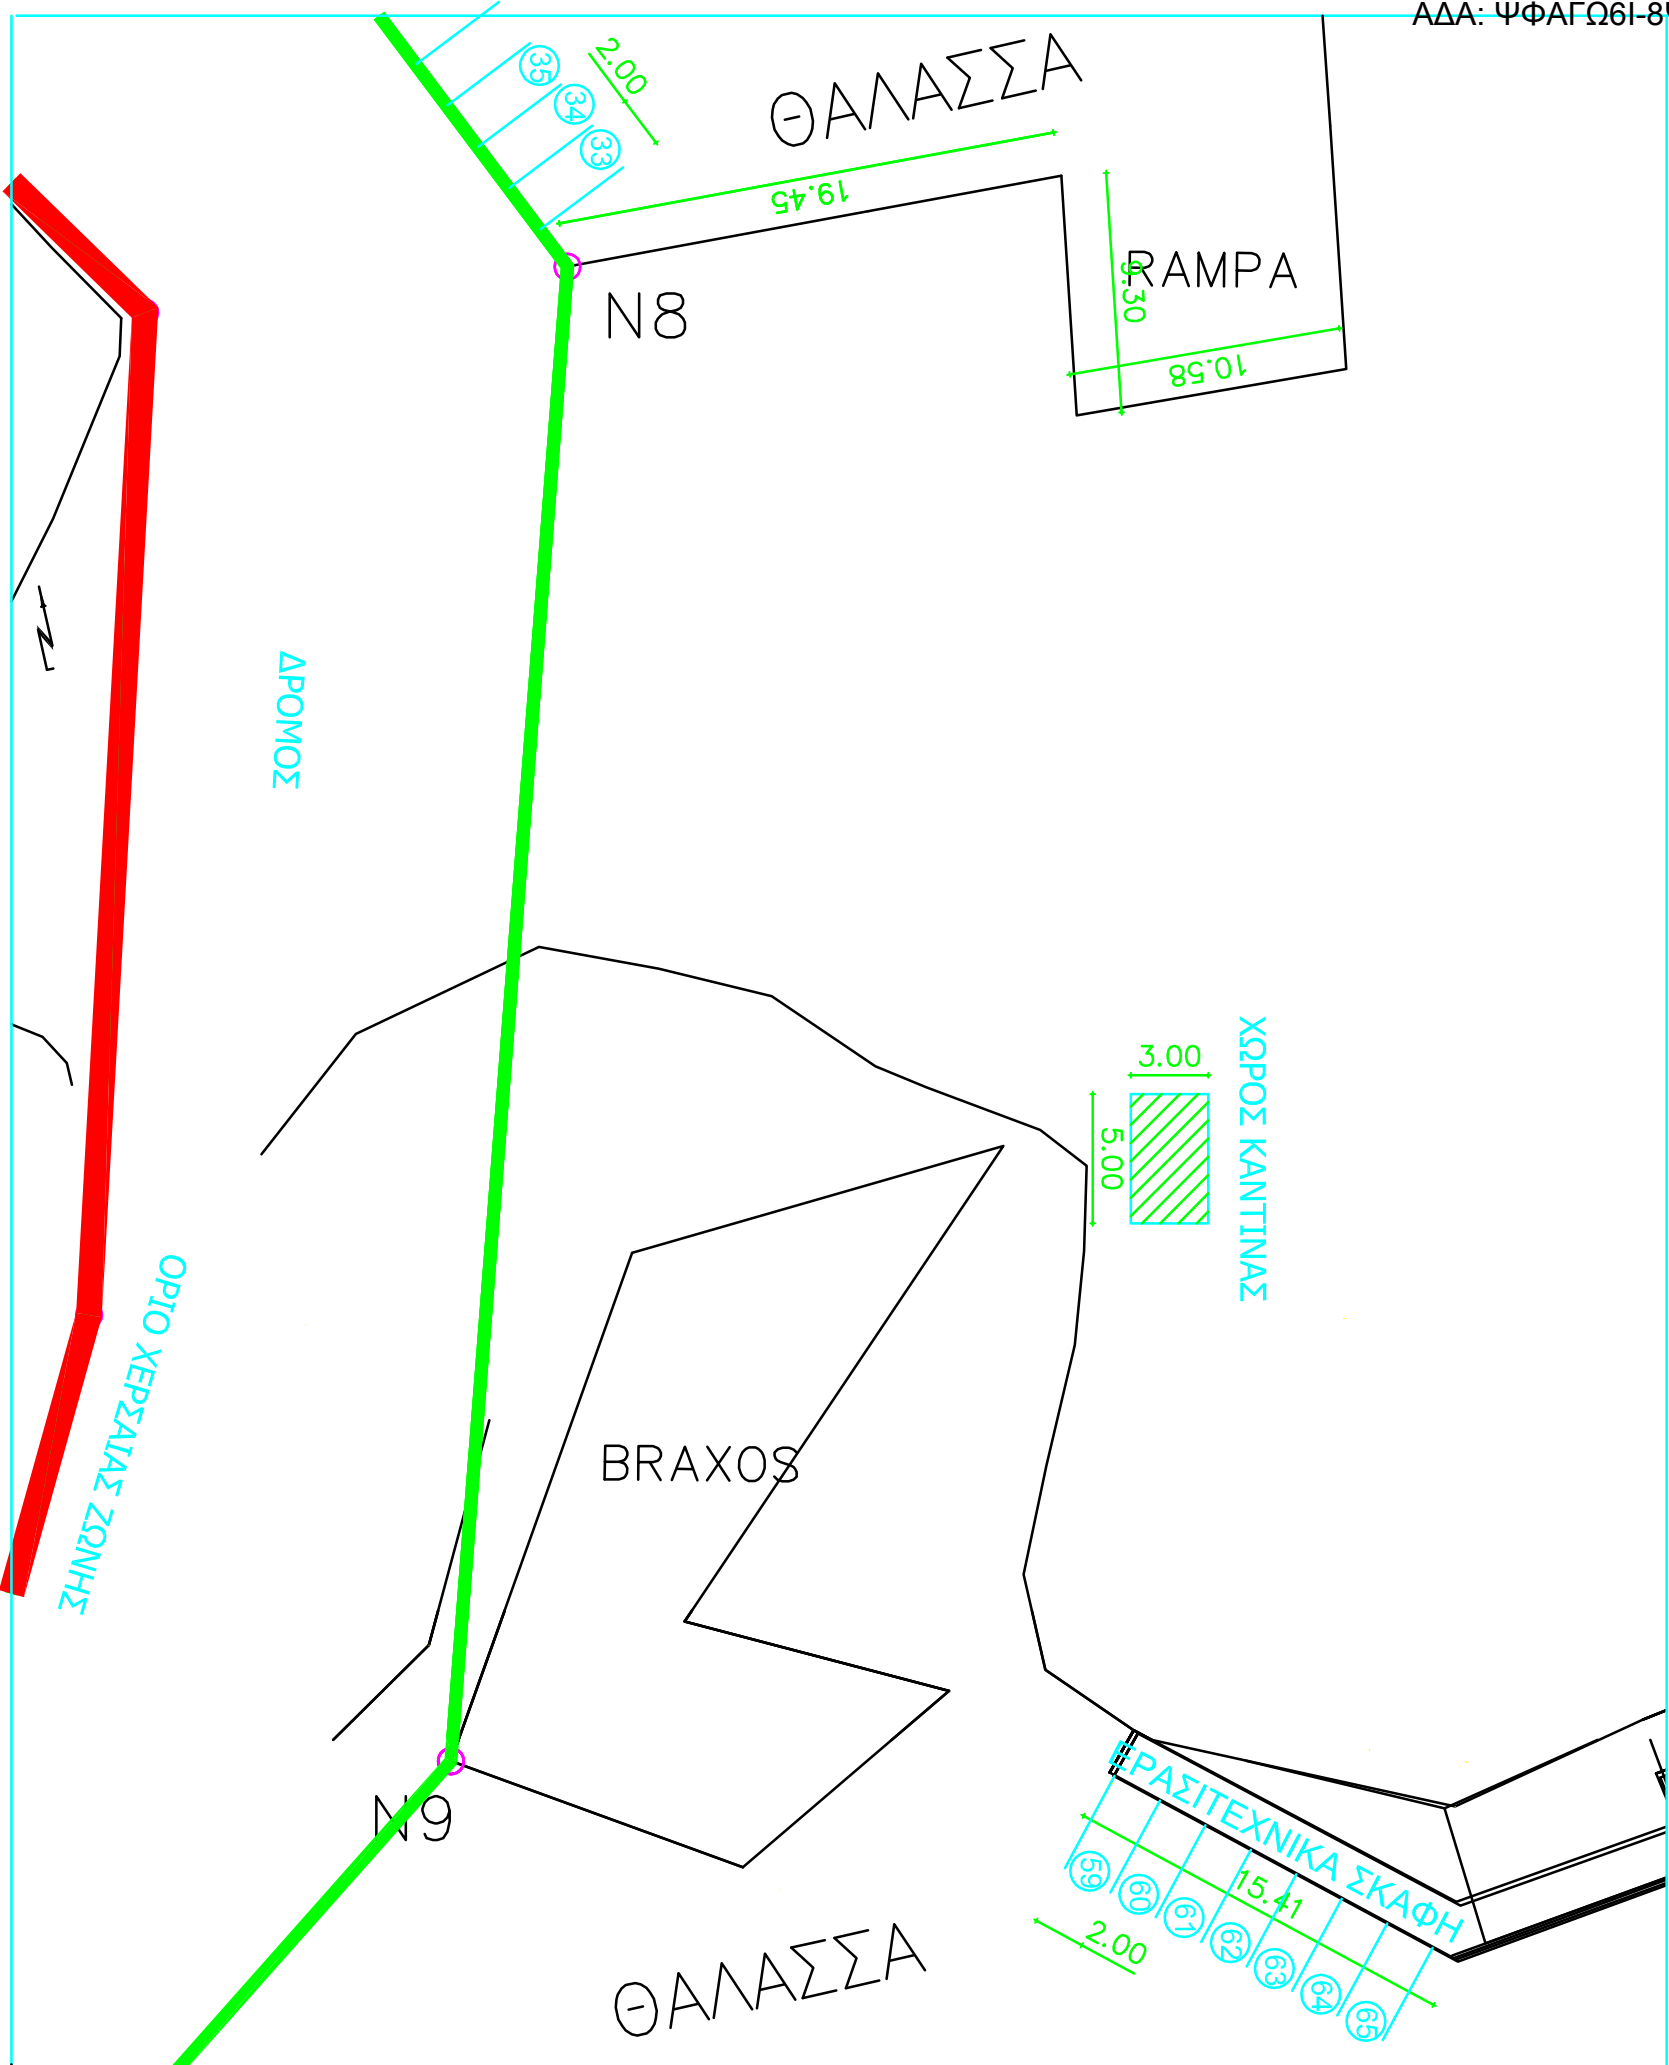 ΑΔΑ: ΨΦΑΓΩ6Ι-8
35
34
33
2.00
ΘΑΛΑΣΣΑ
19.45
N8
RAMPA
9.30
10.58
ΔΡΟΜΟΣ
3.00
5.00
ΧΩΡΟΣ ΚΑΝΤΙΝΑΣ
ΟΡΙΟ ΧΕΡΣΑΙΑΣ ΖΩΝΗΣ
BRAXOS
N9
ΕΡΑΣΙΤΕΧΝΙΚΑ ΣΚΑΦΗ
15.41
59
60
61
62
63
64
65
2.00
ΘΑΛΑΣΣΑ